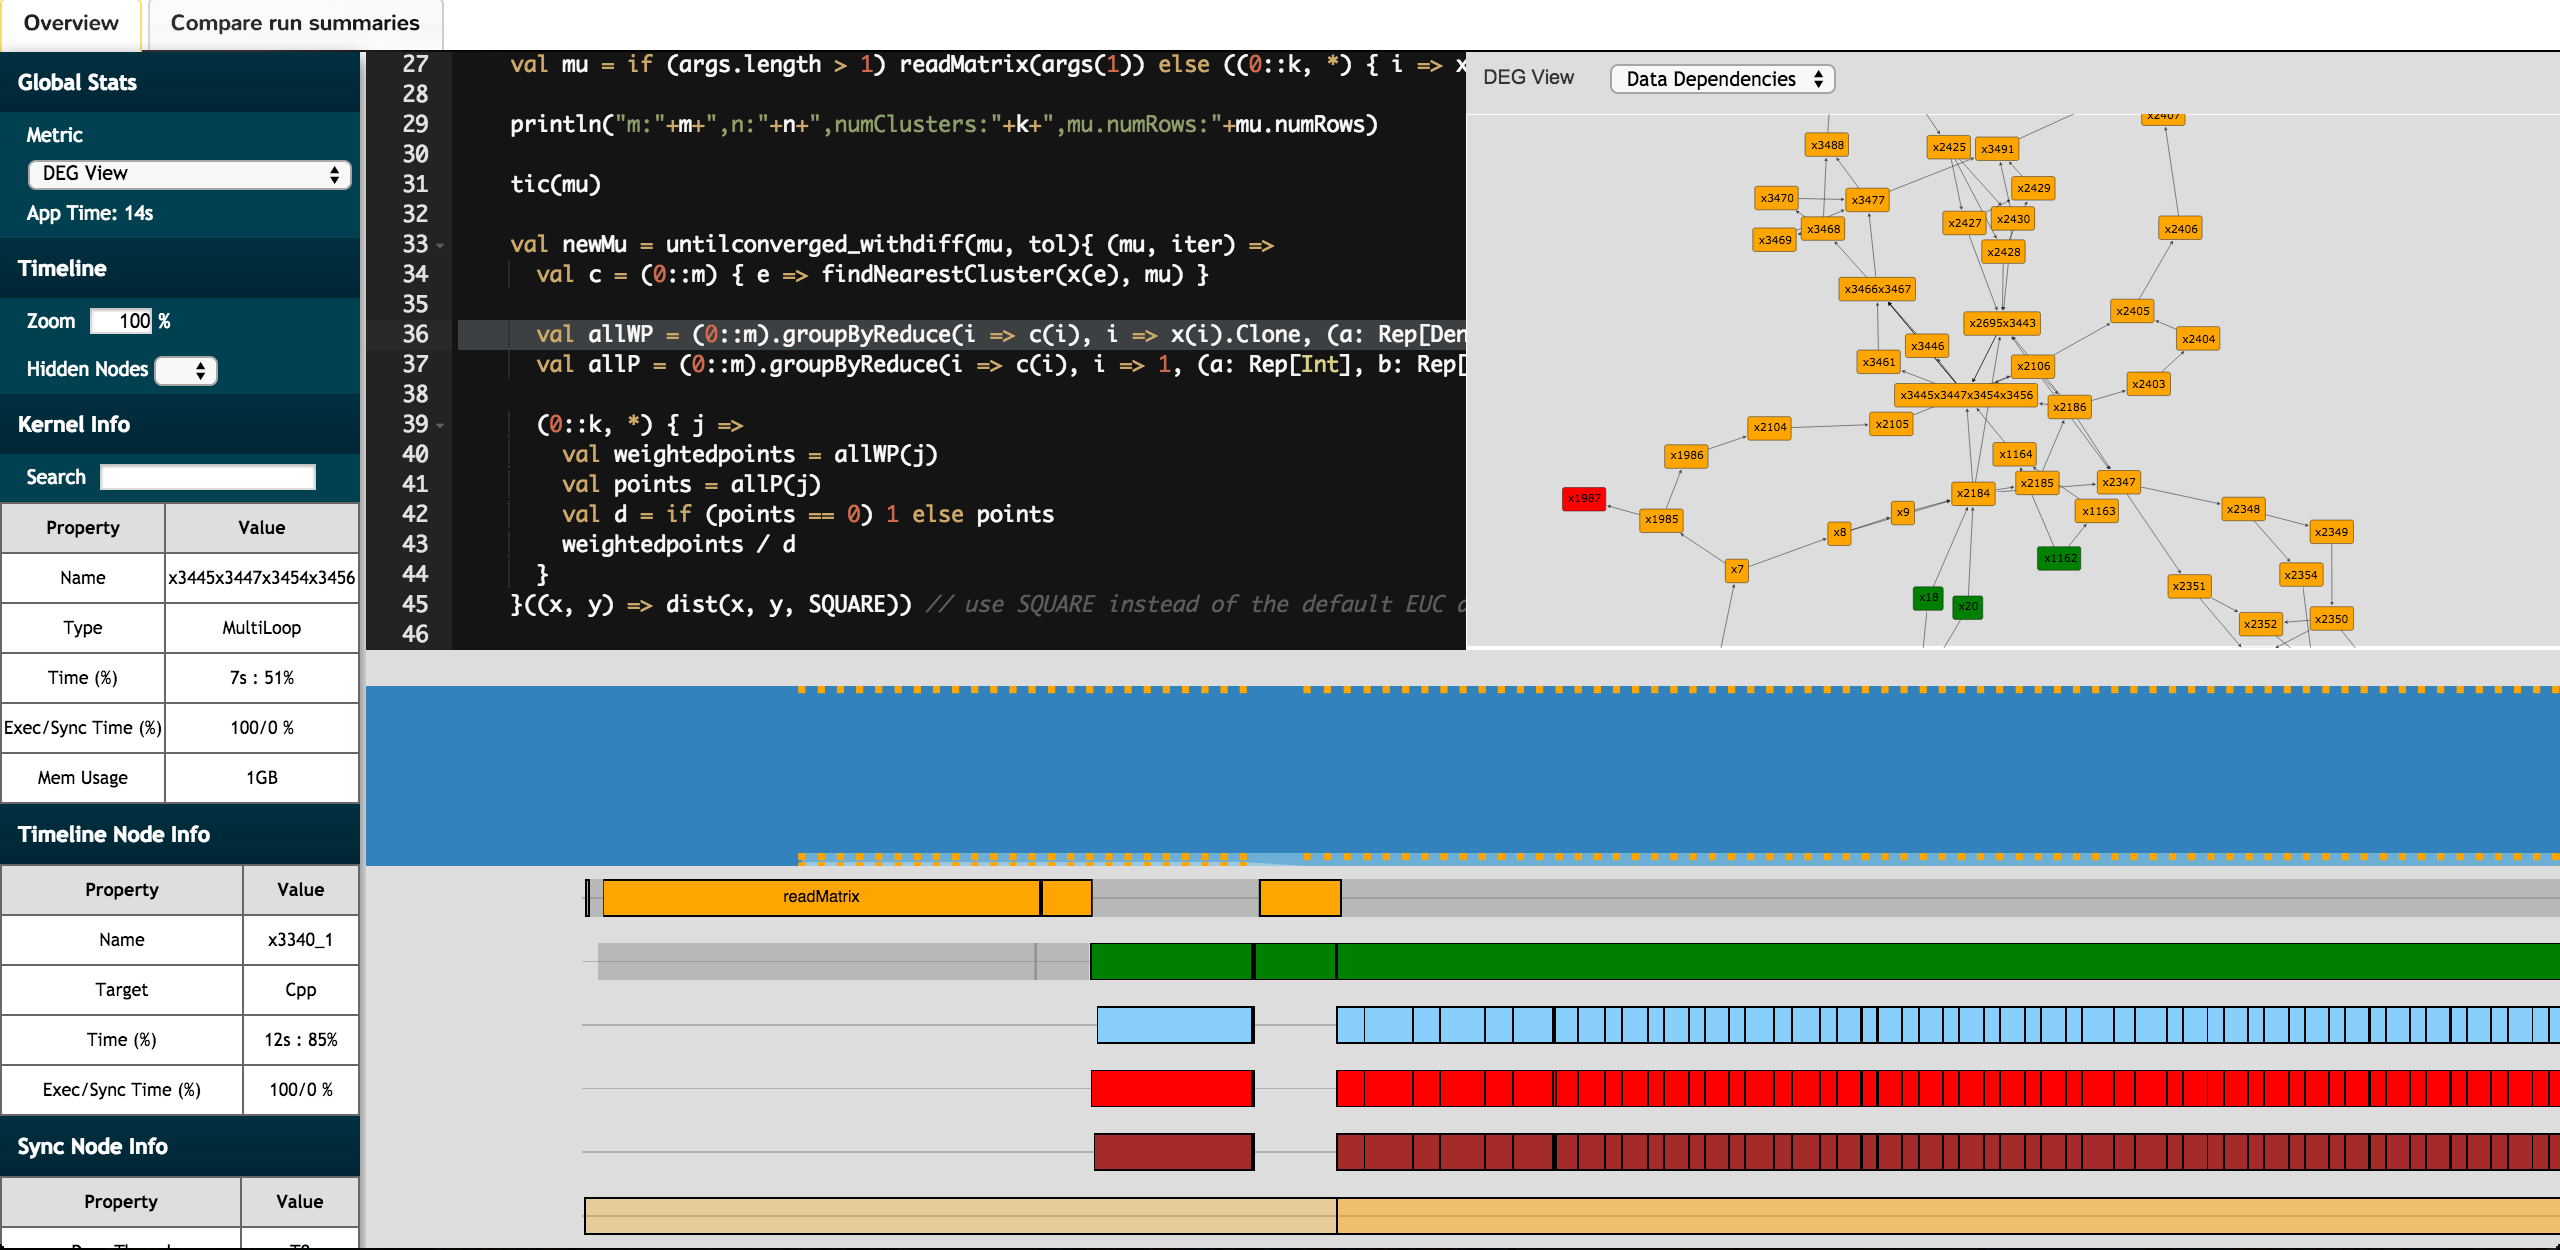 Overview
Compare run summaries
Global Stats
Metric
DEG View
App Time: 14s
Timeline
Zoom 100 %
Hidden Nodes
Kernel Info
Search
Property Value
Name x3445x3447x3454x3456
Type MultiLoop
Time (%) 7s : 51%
Exec/Sync Time (%) 100/0 %
Mem Usage 1GB
Timeline Node Info
Property Value
Name x3340_1
Target Cpp
Time (%) 12s : 85%
Exec/Sync Time (%) 100/0 %
Sync Node Info
Property Value
27 val mu = if (args.length > 1) readMatrix(args(1)) else ((0::k, *) { i => x
28
29 println("m:"+m+",n:"+n+",numClusters:"+k+",mu.numRows:"+mu.numRows)
30
31 tic(mu)
32
33 val newMu = untilconverged_withdiff(mu, tol){ (mu, iter) =>
34 val c = (0::m) { e => findNearestCluster(x(e), mu) }
35
36 val allWP = (0::m).groupByReduce(i => c(i), i => x(i).Clone, (a: Rep[Den
37 val allP = (0::m).groupByReduce(i => c(i), i => 1, (a: Rep[Int], b: Rep[
38
39 (0::k, *) { j =>
40 val weightedpoints = allWP(j)
41 val points = allP(j)
42 val d = if (points == 0) 1 else points
43 weightedpoints / d
44 }
45 }((x, y) => dist(x, y, SQUARE)) // use SQUARE instead of the default EUC
46
DEG View
Data Dependencies
x2407
x3488
x2425
x3491
x2429
x3470
x3477
x2427
x2430
x3468
x3469
x2406
x2428
x3466x3467
x2405
x2695x3443
x2404
x3446
x3461
x2106
x2403
x3445x3447x3454x3456
x2186
x2105
x2104
x1986
x1164
x2185
x2347
x2184
x1987
x1163
x2348
x9
x1985
x8
x2349
x1162
x7
x2354
x2351
x18
x20
x2352
x2350
readMatrix